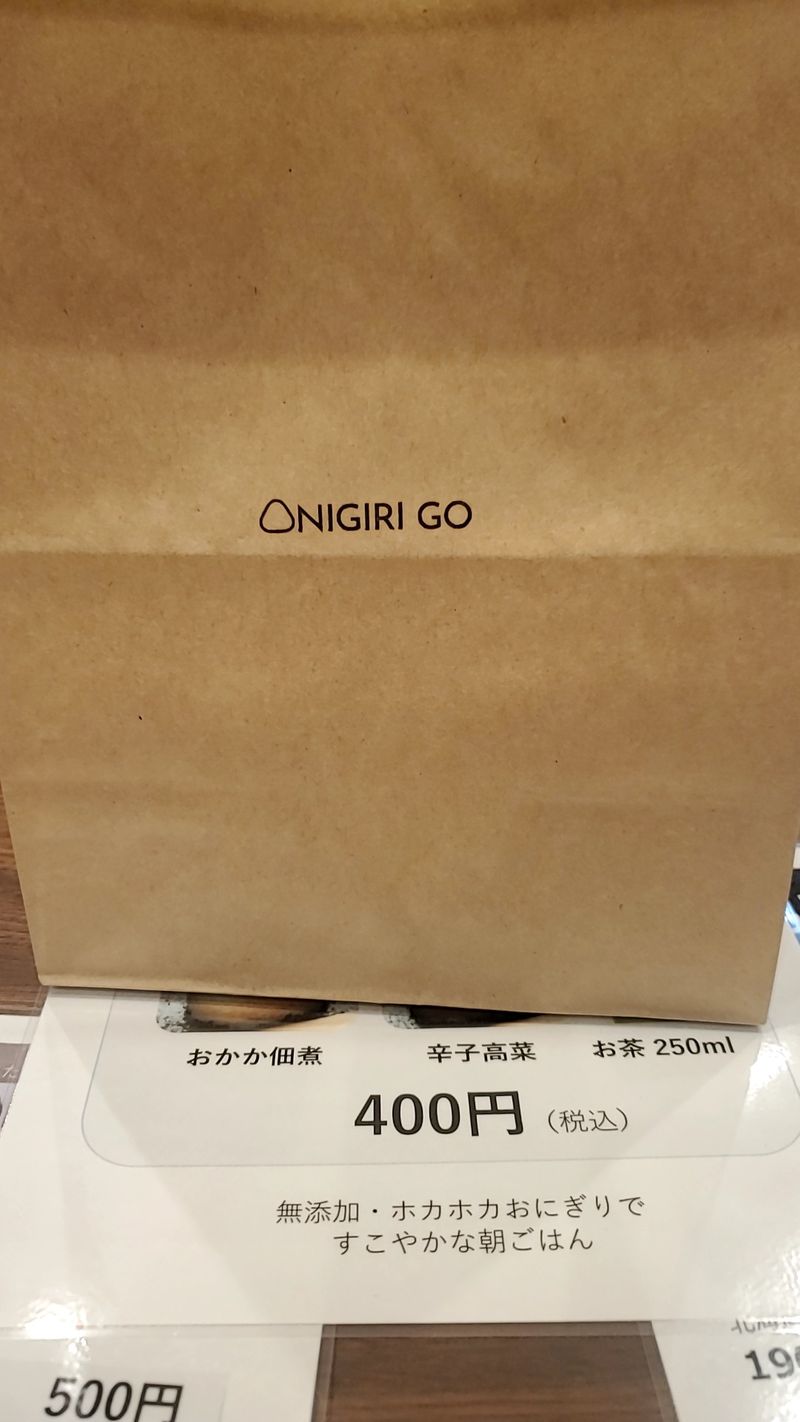 ONIGIRI GO
おかか佃煮
辛子高菜
お茶 250ml
400円 (税込)
無添加・ホカホカおにぎりで
すこやかな朝ごはん
500円